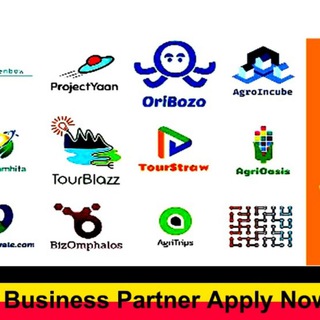 ProjectYaan
OriBozo
AgroIncube
TourBlazz
TourStraw
AgriOasis
BizOmphalos
AgriTrips
Business Partner Apply Now